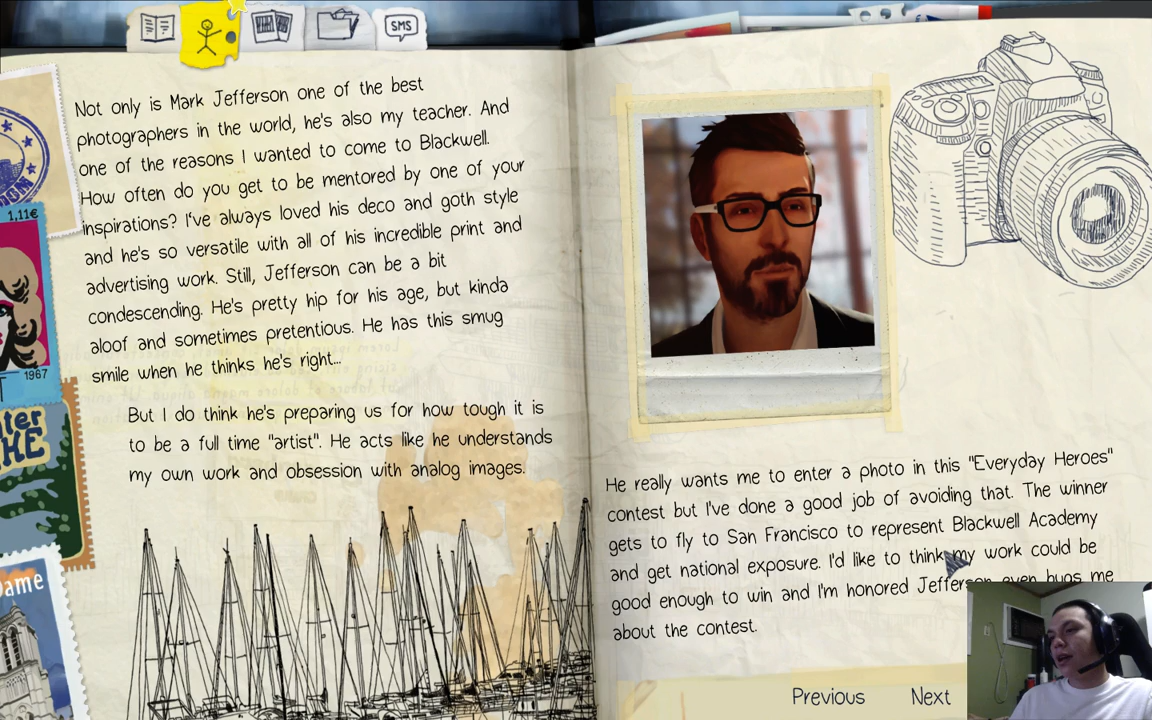 SMS
Not only is Mark Jefferson one of the best
photographers in the world, he's also my teacher. And
one of the reasons I wanted to come to Blackwell.
How often do you get to be mentored by one of your
inspirations? I've always loved his deco and goth style
and he's so versatile with all of his incredible print and
advertising work. Still, Jefferson can be a bit
condescending. He's pretty hip for his age, but kinda
aloof and sometimes pretentious. He has this smug
smile when he thinks he's right...
But I do think he's preparing us for how tough it is
to be a full time "artist". He acts like he understands
my own work and obsession with analog images.
1,11€
1967
He really wants me to enter a photo in this "Everyday Heroes"
contest but I've done a good job of avoiding that. The winner
gets to fly to San Francisco to represent Blackwell Academy
and get national exposure. I'd like to think my work could be
good enough to win and I'm honored Jefferson even bugs me
about the contest.
Previous
Next